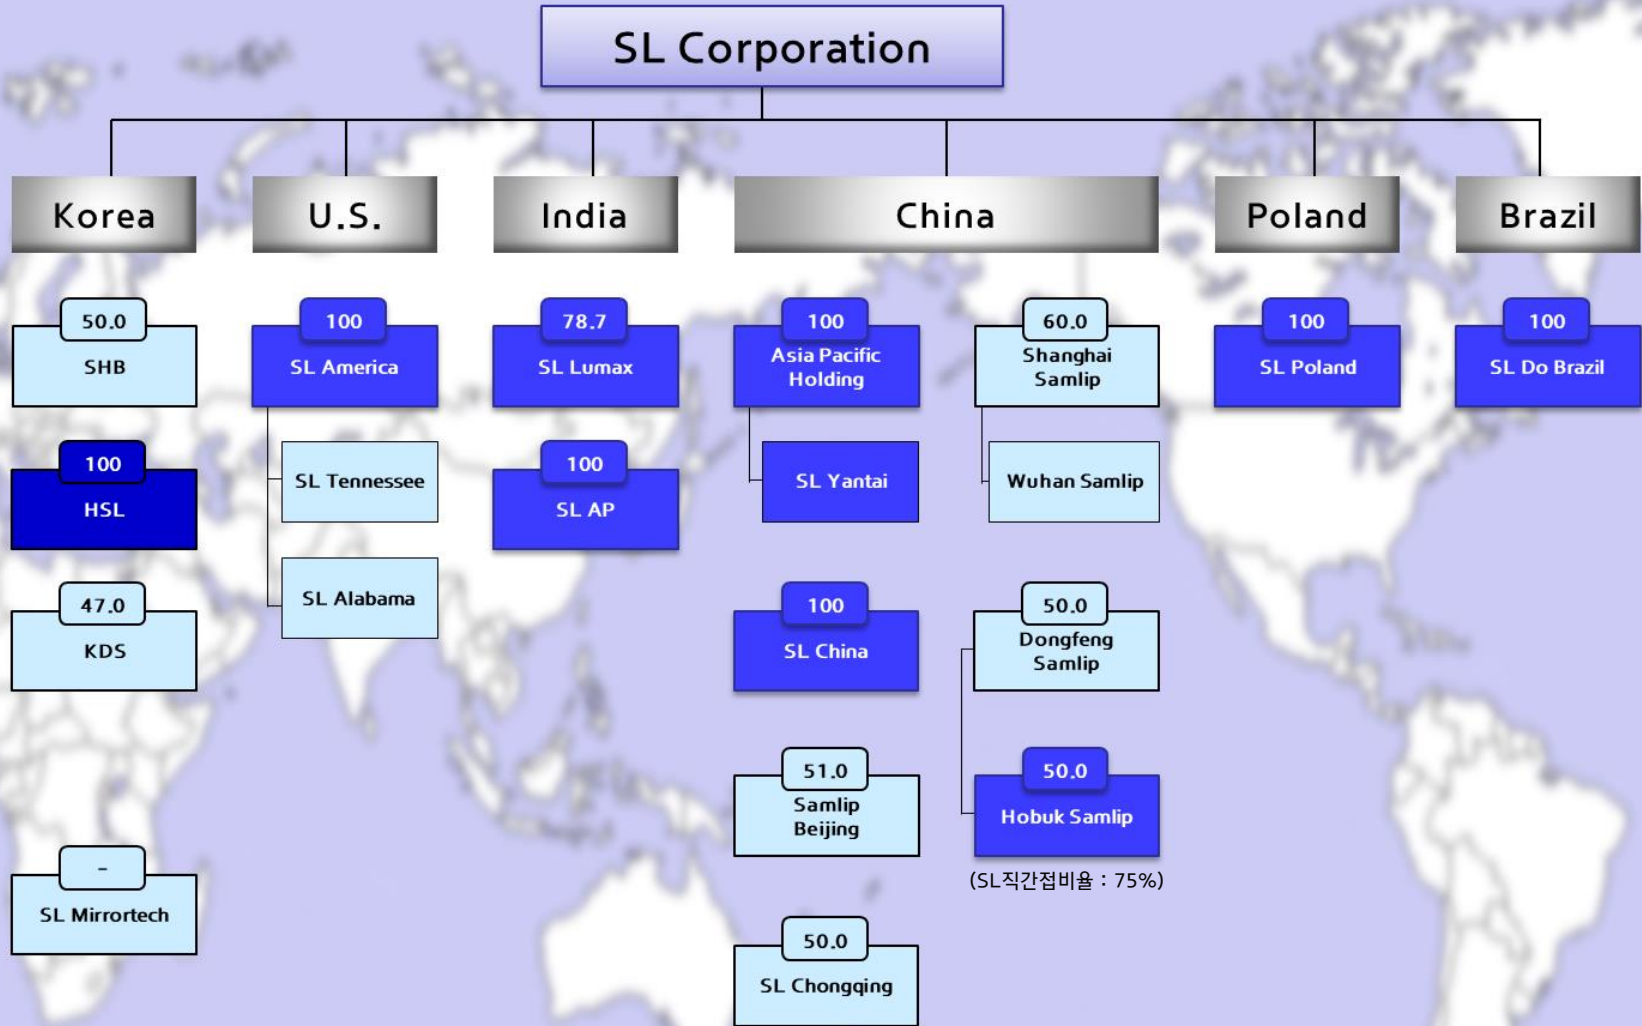 SL Corporation
Korea
U.S.
India
China
Poland
Brazil
50.0
SHB
100
HSL
47.0
KDS
-
SL Mirrortech
100
SL America
SL Tennessee
SL Alabama
78.7
SL Lumax
100
SL AP
100
Asia Pacific
Holding
SL Yantai
100
SL China
51.0
Samlip
Beijing
50.0
SL Chongqing
60.0
Shanghai
Samlip
Wuhan Samlip
50.0
Dongfeng
Samlip
50.0
Hobuk Samlip
(SL직간접비율 : 75%)
100
SL Poland
100
SL Do Brazil